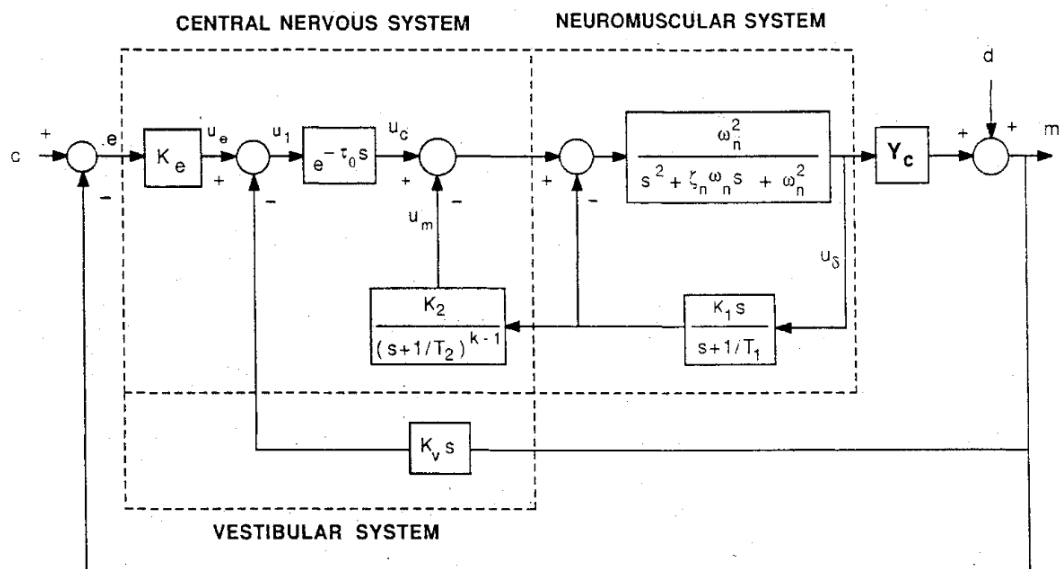 CENTRAL NERVOUS SYSTEM
NEUROMUSCULAR SYSTEM
d
c + e K_e u_e u_1 e^{-τ_0 s} u_c ω_n^2 Y_c + + m
- + - + - + - s^2 + ζ_n ω_n s + ω_n^2
u_m
u_δ
K_2
(s+1/T_2)^{k-1}
K_1 s
s+1/T_1
K_v s
VESTIBULAR SYSTEM